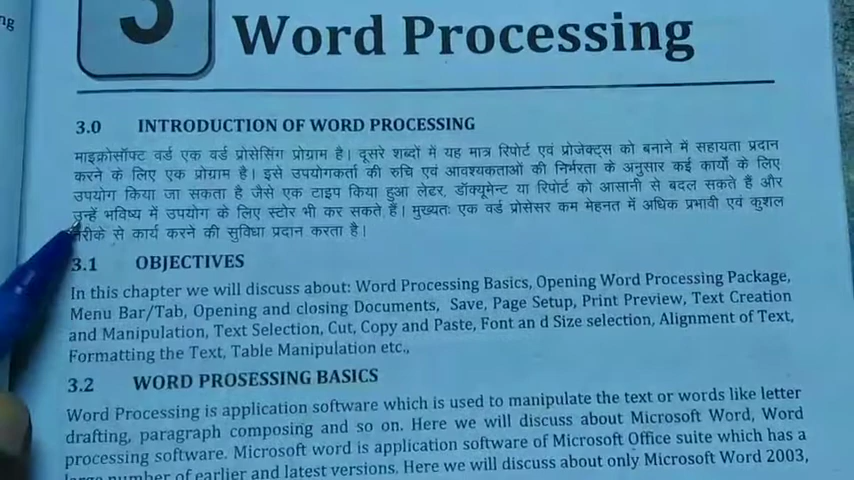 ng
3 Word Processing
3.0 INTRODUCTION OF WORD PROCESSING
माइक्रोसॉफ्ट वर्ड एक वर्ड प्रोसेसिंग प्रोग्राम है। दूसरे शब्दों में यह मात्र रिपोर्ट एवं प्रोजेक्ट्स को बनाने में सहायता प्रदान
करने के लिए एक प्रोग्राम है। इसे उपयोगकर्ता की रुचि एवं आवश्यकताओं की निर्भरता के अनुसार कई कार्यो के लिए
उपयोग किया जा सकता है जैसे एक टाइप किया हुआ लेटर, डॉक्यूमेन्ट या रिपोर्ट को आसानी से बदल सकते हैं और
उन्हें भविष्य में उपयोग के लिए स्टोर भी कर सकते हैं। मुख्यतः एक वर्ड प्रोसेसर कम मेहनत में अधिक प्रभावी एवं कुशल
तरीके से कार्य करने की सुविधा प्रदान करता है।
3.1 OBJECTIVES
In this chapter we will discuss about: Word Processing Basics, Opening Word Processing Package,
Menu Bar/Tab, Opening and closing Documents, Save, Page Setup, Print Preview, Text Creation
and Manipulation, Text Selection, Cut, Copy and Paste, Font an d Size selection, Alignment of Text,
Formatting the Text, Table Manipulation etc.,
3.2 WORD PROSESSING BASICS
Word Processing is application software which is used to manipulate the text or words like letter
drafting, paragraph composing and so on. Here we will discuss about Microsoft Word, Word
processing software. Microsoft word is application software of Microsoft Office suite which has a
large number of earlier and latest versions. Here we will discuss about only Microsoft Word 2003,